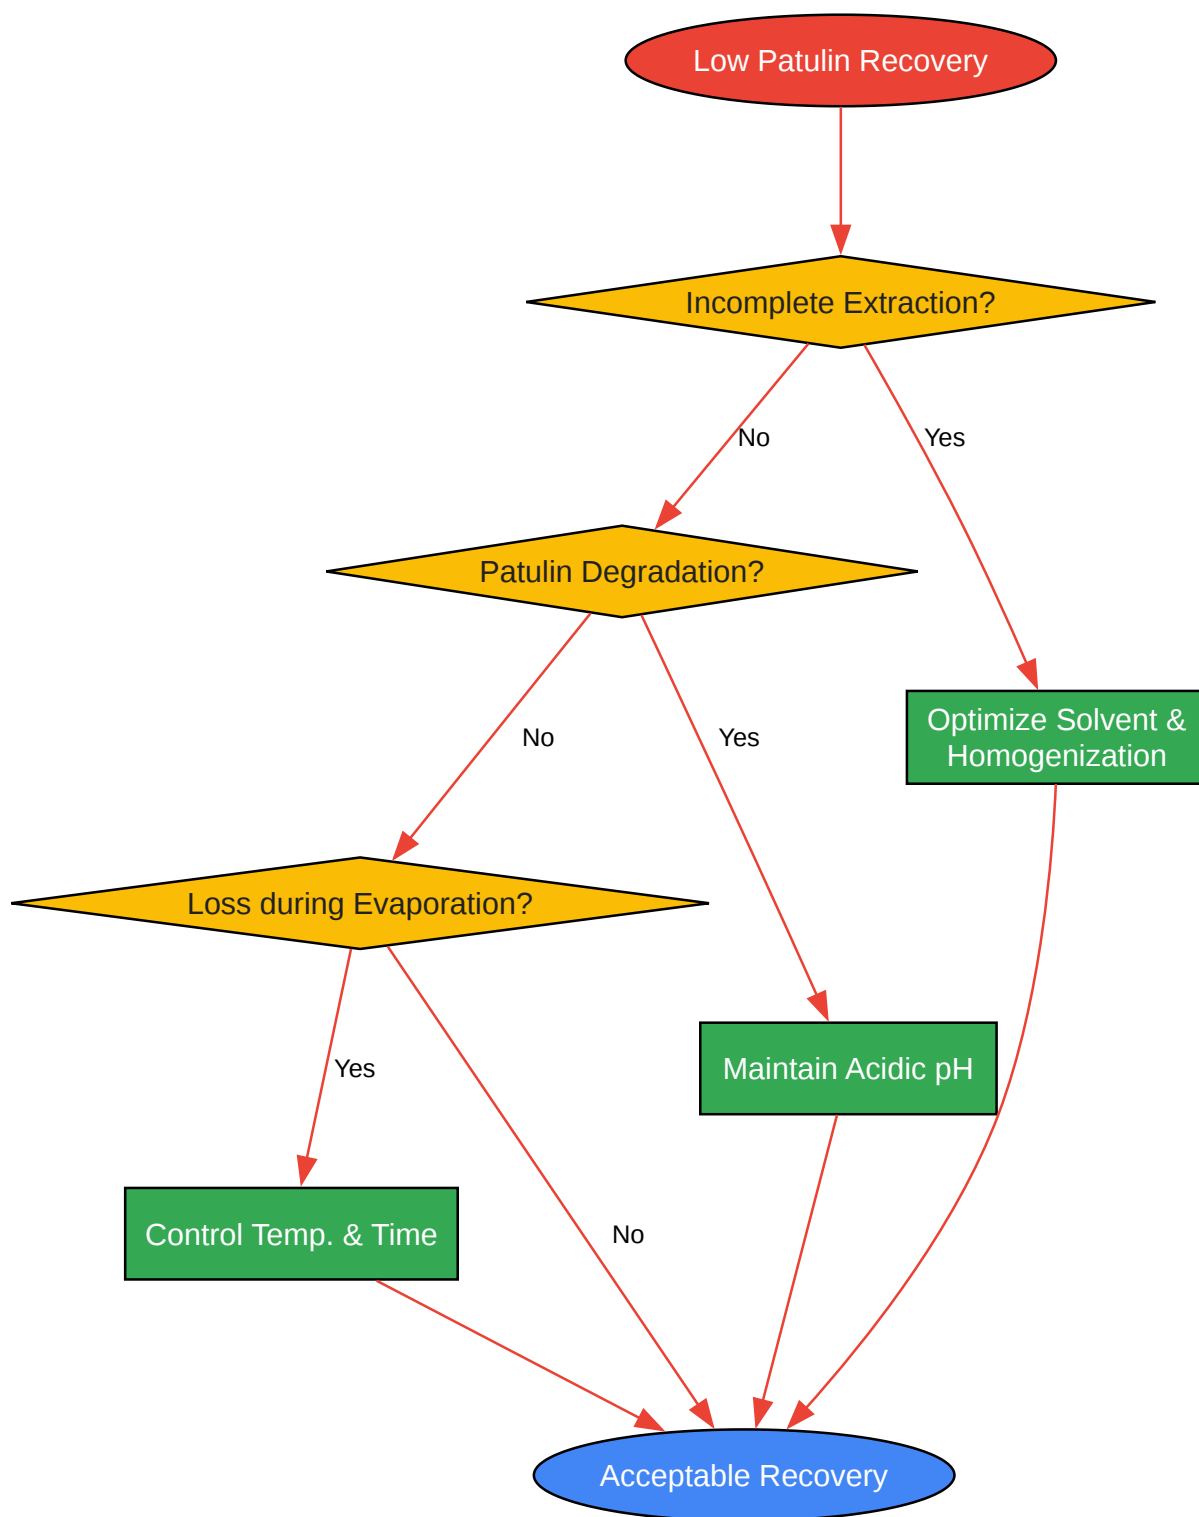 Low Patulin Recovery
Incomplete Extraction?
No
Yes
Patulin Degradation?
Optimize Solvent &
Homogenization
No
Yes
Loss during Evaporation?
Maintain Acidic pH
Yes
Control Temp. & Time
No
Acceptable Recovery